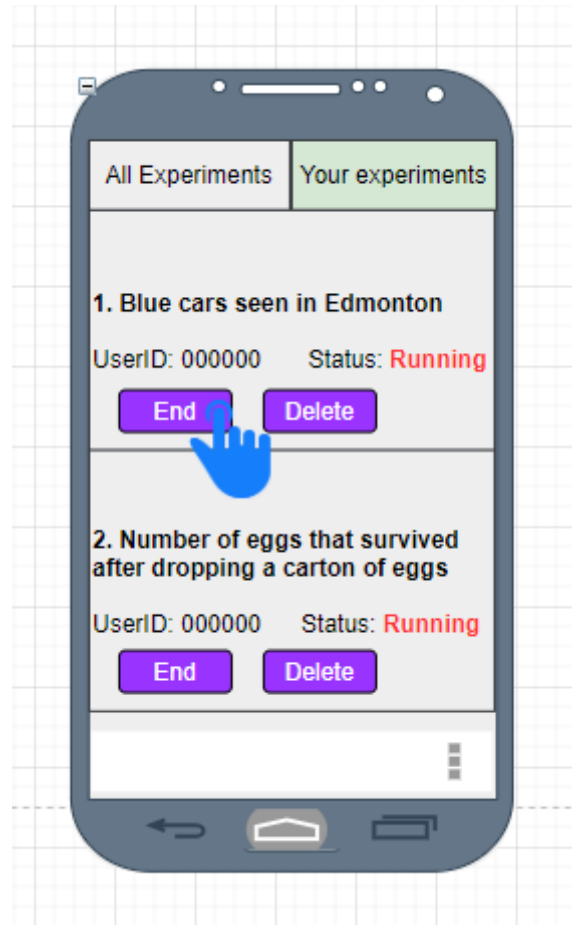 All Experiments
Your experiments
1. Blue cars seen in Edmonton
UserID: 000000
Status: Running
End
Delete
2. Number of eggs that survived
after dropping a carton of eggs
UserID: 000000
Status: Running
End
Delete